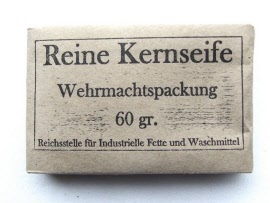 Reine Kernseife
Wehrmachtspackung
60 gr.
Reichsstelle für Industrielle Fette und Waschmittel